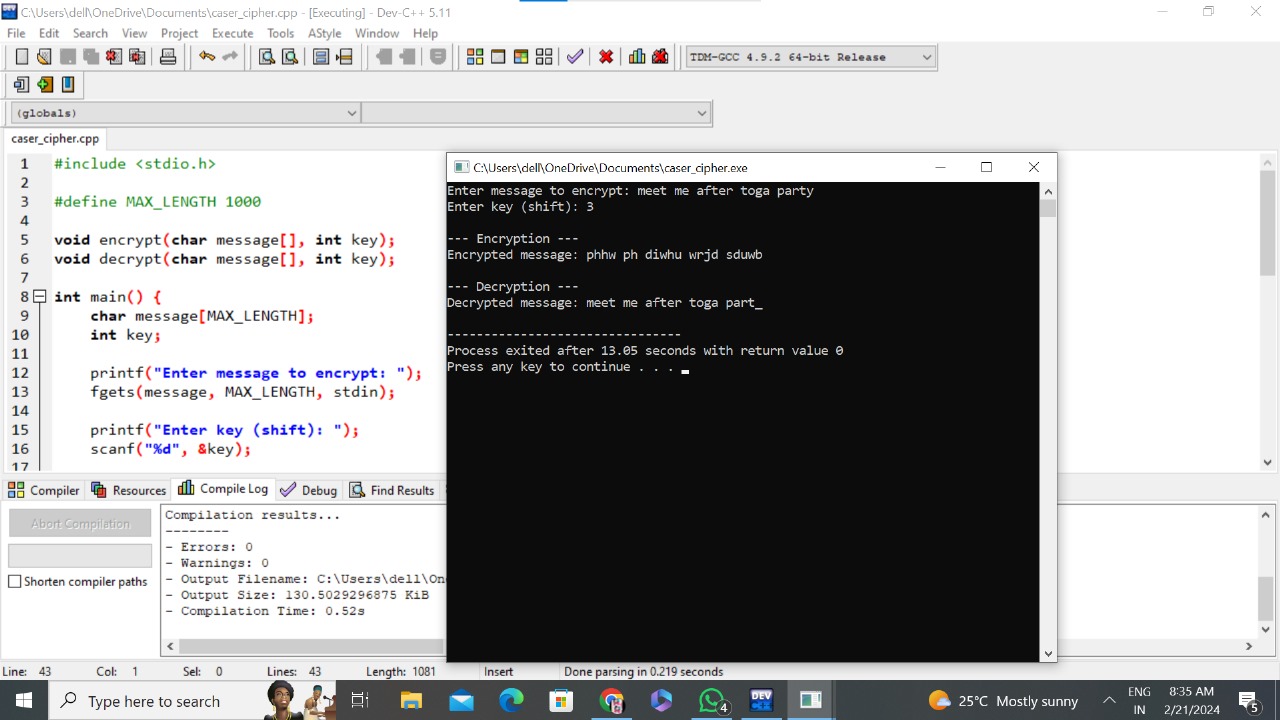 C:\Users\dell\OneDrive\Documents\caser_cipher.cpp - [Executing] - Dev-C++ 5.11
File Edit Search View Project Execute Tools AStyle Window Help
TDM-GCC 4.9.2 64-bit Release
(globals)
caser_cipher.cpp
1 #include <stdio.h>
2
3 #define MAX_LENGTH 1000
4
5 void encrypt(char message[], int key);
6 void decrypt(char message[], int key);
7
8 int main() {
9 char message[MAX_LENGTH];
10 int key;
11
12 printf("Enter message to encrypt: ");
13 fgets(message, MAX_LENGTH, stdin);
14
15 printf("Enter key (shift): ");
16 scanf("%d", &key);
17
C:\Users\dell\OneDrive\Documents\caser_cipher.exe
Enter message to encrypt: meet me after toga party
Enter key (shift): 3
--- Encryption ---
Encrypted message: phhw ph diwhu wrjd sduwb
--- Decryption ---
Decrypted message: meet me after toga part_
--------------------------------
Process exited after 13.05 seconds with return value 0
Press any key to continue . . .
Compiler Resources Compile Log Debug Find Results
Abort Compilation
Shorten compiler paths
Compilation results...
--------
- Errors: 0
- Warnings: 0
- Output Filename: C:\Users\dell\On
- Output Size: 130.5029296875 KiB
- Compilation Time: 0.52s
Line: 43 Col: 1 Sel: 0 Lines: 43 Length: 1081 Insert Done parsing in 0.219 seconds
Type here to search
4
DEV
25°C Mostly sunny
ENG
IN
8:35 AM
2/21/2024
5